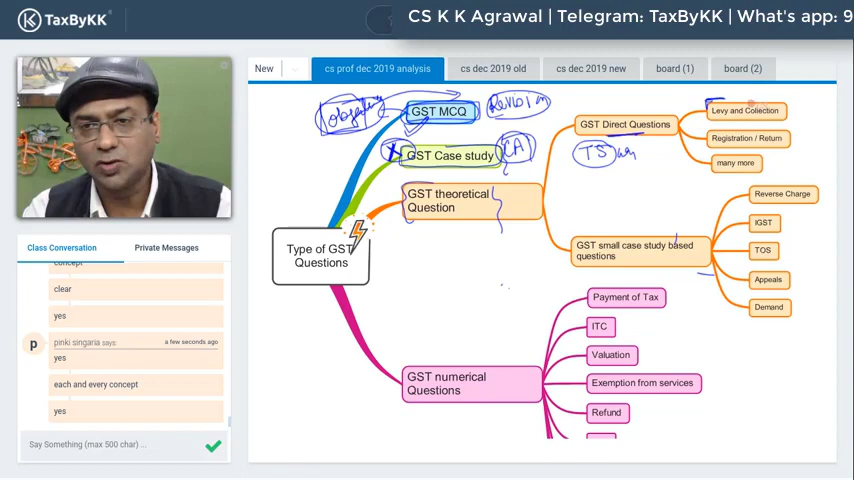 CS K K Agrawal | Telegram: TaxByKK | What's app: 9
TaxByKK
New
cs prof dec 2019 analysis
cs dec 2019 old
cs dec 2019 new
board (1)
board (2)
GST MCQ
Revision
GST Case study
CA
GST theoretical
Question
Type of GST
Questions
GST numerical
Questions
GST Direct Questions
TS
Levy and Collection
Registration / Return
many more
GST small case study based
questions
Reverse Charge
IGST
TOS
Appeals
Demand
Payment of Tax
ITC
Valuation
Exemption from services
Refund
Class Conversation
Private Messages
concept
clear
yes
p
pinki singaria says:
a few seconds ago
yes
each and every concept
yes
Say Something (max 500 char) ...